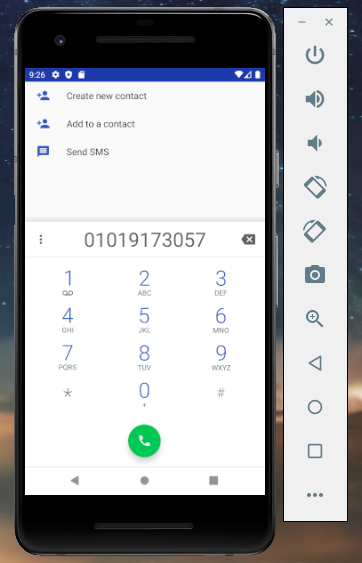 9:26
Create new contact
Add to a contact
Send SMS
01019173057
1 2 3
ABC DEF
4 5 6
GHI JKL MNO
7 8 9
PQRS TUV WXYZ
* 0 #
+